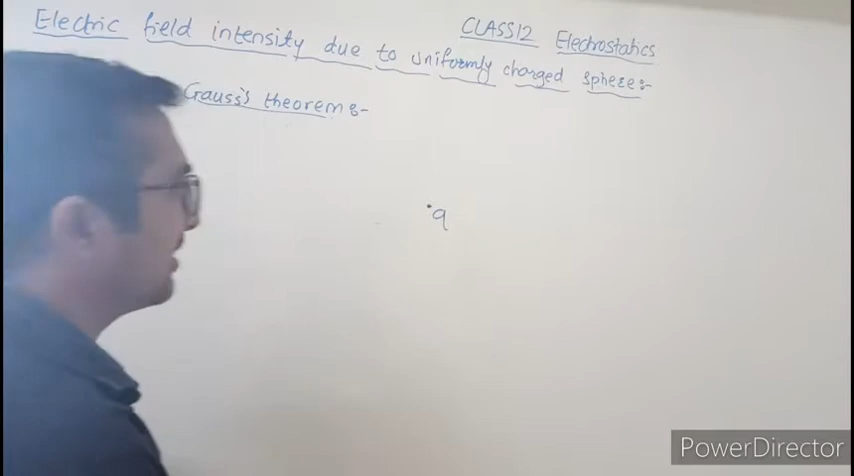 CLASS12 Electrostatics
Electric field intensity due to uniformly charged sphere:-
Gauss's theorem :-
q
PowerDirector